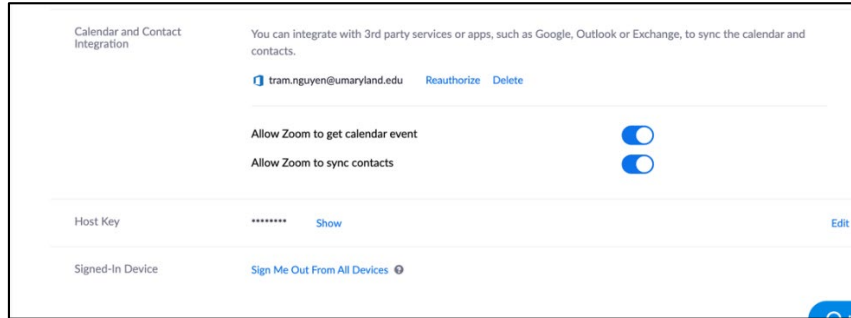 Calendar and Contact
Integration
You can integrate with 3rd party services or apps, such as Google, Outlook or Exchange, to sync the calendar and
contacts.
tram.nguyen@umaryland.edu Reauthorize Delete
Allow Zoom to get calendar event
Allow Zoom to sync contacts
Host Key ******** Show Edit
Signed-In Device Sign Me Out From All Devices ?